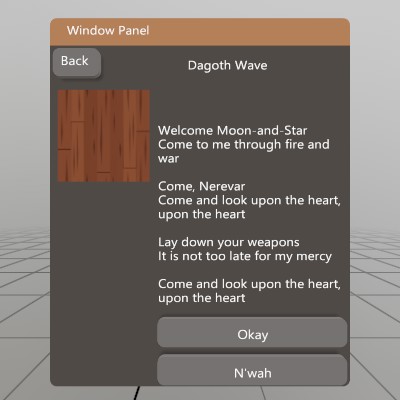 Window Panel
Back
Dagoth Wave
Welcome Moon-and-Star
Come to me through fire and
war
Come, Nerevar
Come and look upon the heart,
upon the heart
Lay down your weapons
It is not too late for my mercy
Come and look upon the heart,
upon the heart
Okay
N'wah